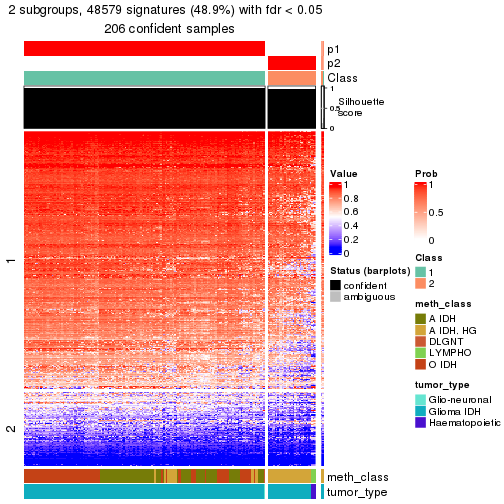 2 subgroups, 48579 signatures (48.9%) with fdr < 0.05
206 confident samples
p1
p2
Class
1
0.5
0
Silhouette
score
1
2
meth_class
tumor_type
Value
1
0.8
0.6
0.4
0.2
0
Status (barplots)
confident
ambiguous
Prob
1
0.5
0
Class
1
2
meth_class
A IDH
A IDH, HG
DLGNT
LYMPHO
O IDH
tumor_type
Glio-neuronal
Glioma IDH
Haematopoietic